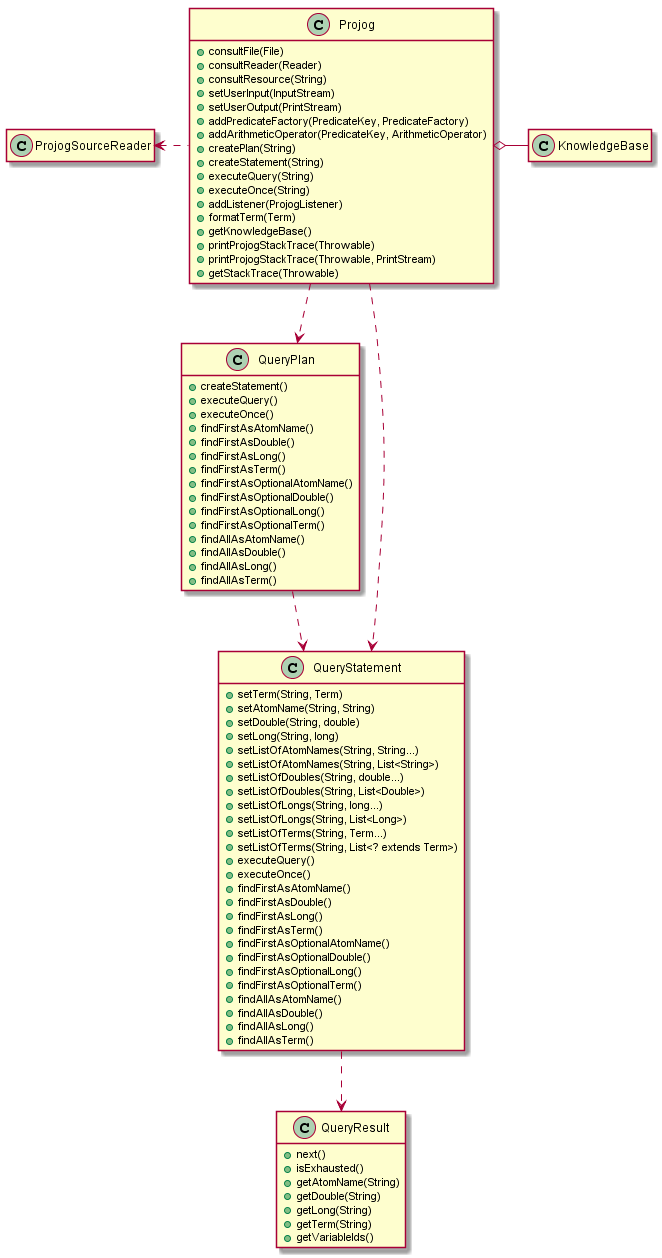 C Projog
consultFile(File)
consultReader(Reader)
consultResource(String)
setUserInput(InputStream)
setUserOutput(PrintStream)
addPredicateFactory(PredicateKey, PredicateFactory)
addArithmeticOperator(PredicateKey, ArithmeticOperator)
createPlan(String)
createStatement(String)
executeQuery(String)
executeOnce(String)
addListener(ProjogListener)
formatTerm(Term)
getKnowledgeBase()
printProjogStackTrace(Throwable)
printProjogStackTrace(Throwable, PrintStream)
getStackTrace(Throwable)
C ProjogSourceReader
C KnowledgeBase
C QueryPlan
createStatement()
executeQuery()
executeOnce()
findFirstAsAtomName()
findFirstAsDouble()
findFirstAsLong()
findFirstAsTerm()
findFirstAsOptionalAtomName()
findFirstAsOptionalDouble()
findFirstAsOptionalLong()
findFirstAsOptionalTerm()
findAllAsAtomName()
findAllAsDouble()
findAllAsLong()
findAllAsTerm()
C QueryStatement
setTerm(String, Term)
setAtomName(String, String)
setDouble(String, double)
setLong(String, long)
setListOfAtomNames(String, String...)
setListOfAtomNames(String, List<String>)
setListOfDoubles(String, double...)
setListOfDoubles(String, List<Double>)
setListOfLongs(String, long...)
setListOfLongs(String, List<Long>)
setListOfTerms(String, Term...)
setListOfTerms(String, List<? extends Term>)
executeQuery()
executeOnce()
findFirstAsAtomName()
findFirstAsDouble()
findFirstAsLong()
findFirstAsTerm()
findFirstAsOptionalAtomName()
findFirstAsOptionalDouble()
findFirstAsOptionalLong()
findFirstAsOptionalTerm()
findAllAsAtomName()
findAllAsDouble()
findAllAsLong()
findAllAsTerm()
C QueryResult
next()
isExhausted()
getAtomName(String)
getDouble(String)
getLong(String)
getTerm(String)
getVariableIds()